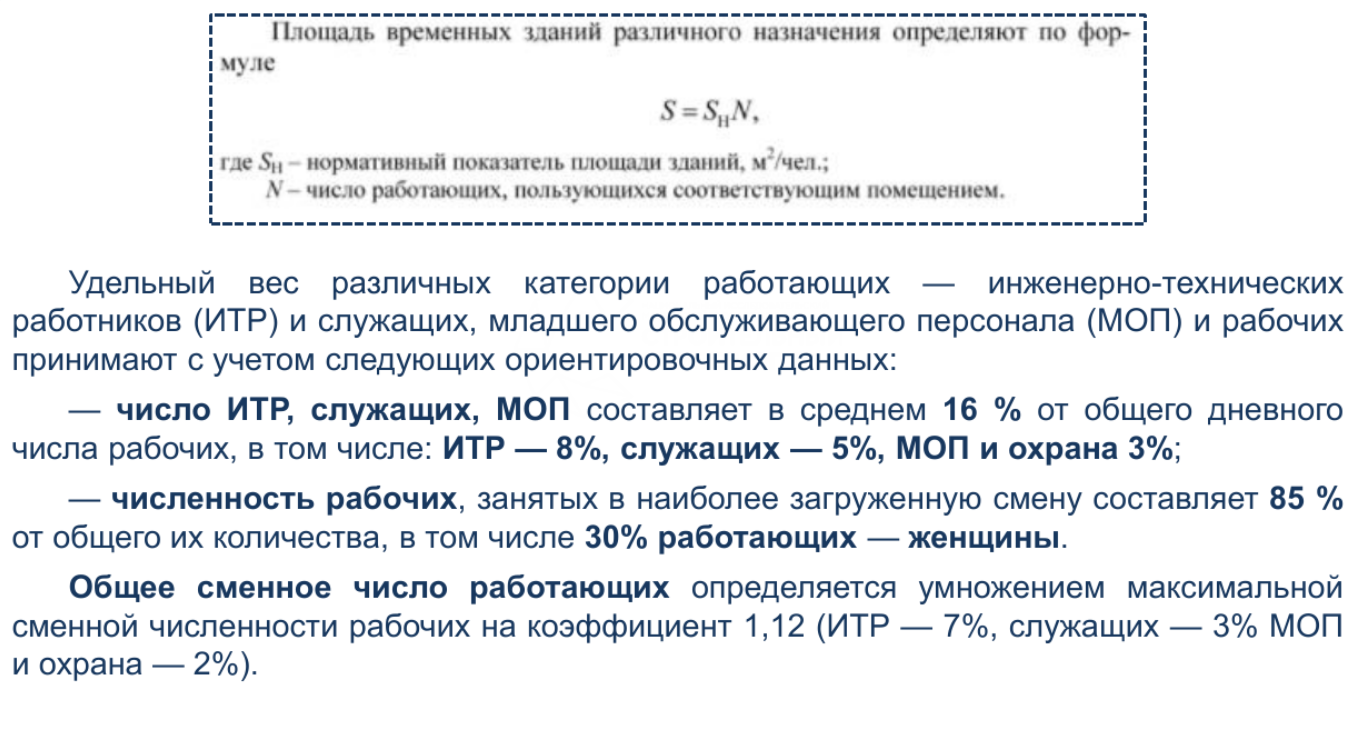 Площадь временных зданий различного назначения определяют по фор-
муле
S = SнN,
где Sн – нормативный показатель площади зданий, м²/чел.;
N – число работающих, пользующихся соответствующим помещением.
Удельный вес различных категории работающих — инженерно-технических
работников (ИТР) и служащих, младшего обслуживающего персонала (МОП) и рабочих
принимают с учетом следующих ориентировочных данных:
— число ИТР, служащих, МОП составляет в среднем 16 % от общего дневного
числа рабочих, в том числе: ИТР — 8%, служащих — 5%, МОП и охрана 3%;
— численность рабочих, занятых в наиболее загруженную смену составляет 85 %
от общего их количества, в том числе 30% работающих — женщины.
Общее сменное число работающих определяется умножением максимальной
сменной численности рабочих на коэффициент 1,12 (ИТР — 7%, служащих — 3% МОП
и охрана — 2%).